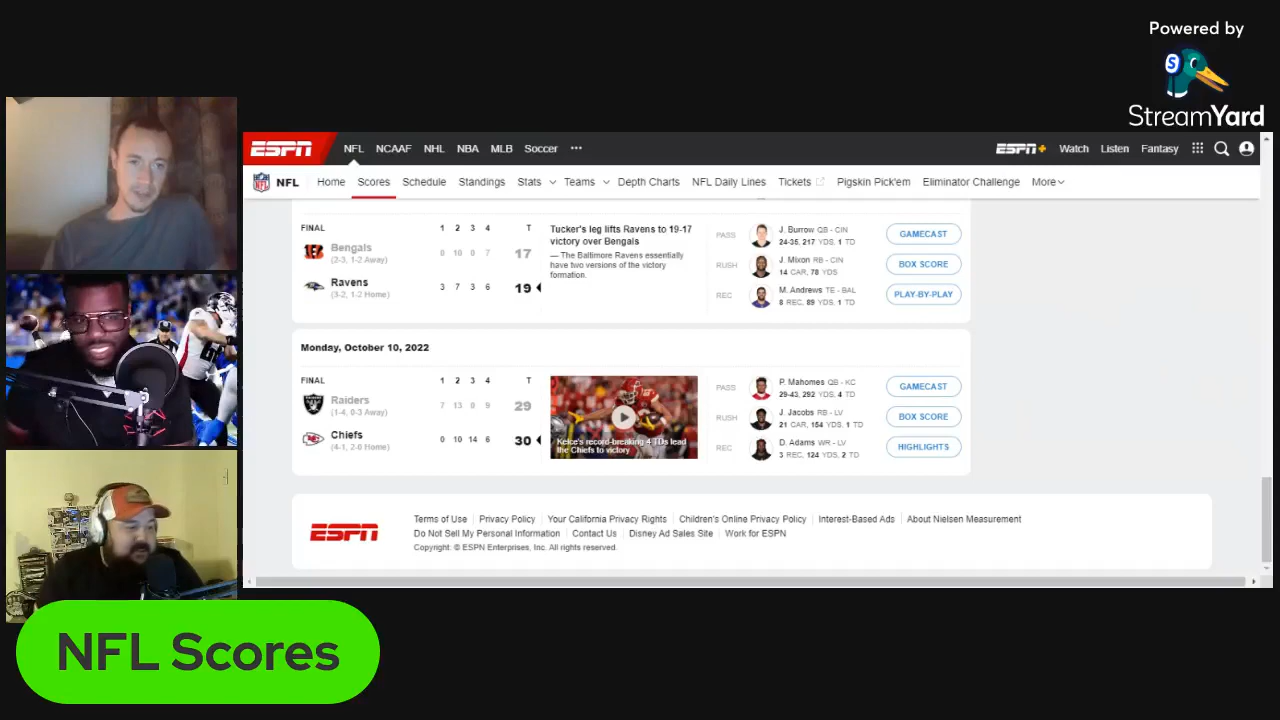 Powered by
S
StreamYard
ESPN NFL NCAAF NHL NBA MLB Soccer ••• ESPN+ Watch Listen Fantasy
NFL Home Scores Schedule Standings Stats Teams Depth Charts NFL Daily Lines Tickets Pigskin Pick'em Eliminator Challenge More
FINAL 1 2 3 4 T
Bengals 0 10 0 7 17
(2-3, 1-2 Away)
Ravens 3 7 3 6 19
(3-2, 1-2 Home)
Tucker's leg lifts Ravens to 19-17
victory over Bengals
— The Baltimore Ravens essentially
have two versions of the victory
formation.
PASS J. Burrow QB - CIN
24-35, 217 YDS, 1 TD
RUSH J. Mixon RB - CIN
14 CAR, 78 YDS
REC M. Andrews TE - BAL
8 REC, 89 YDS, 1 TD
GAMECAST
BOX SCORE
PLAY-BY-PLAY
Monday, October 10, 2022
FINAL 1 2 3 4 T
Raiders 7 13 0 9 29
(1-4, 0-3 Away)
Chiefs 0 10 14 6 30
(4-1, 2-0 Home)
Kelce's record-breaking 4 TDs lead
the Chiefs to victory
PASS P. Mahomes QB - KC
29-43, 292 YDS, 4 TD
RUSH J. Jacobs RB - LV
21 CAR, 154 YDS, 1 TD
REC D. Adams WR - LV
3 REC, 124 YDS, 2 TD
GAMECAST
BOX SCORE
HIGHLIGHTS
ESPN
Terms of Use Privacy Policy Your California Privacy Rights Children's Online Privacy Policy Interest-Based Ads About Nielsen Measurement
Do Not Sell My Personal Information Contact Us Disney Ad Sales Site Work for ESPN
Copyright: © ESPN Enterprises, Inc. All rights reserved.
NFL Scores